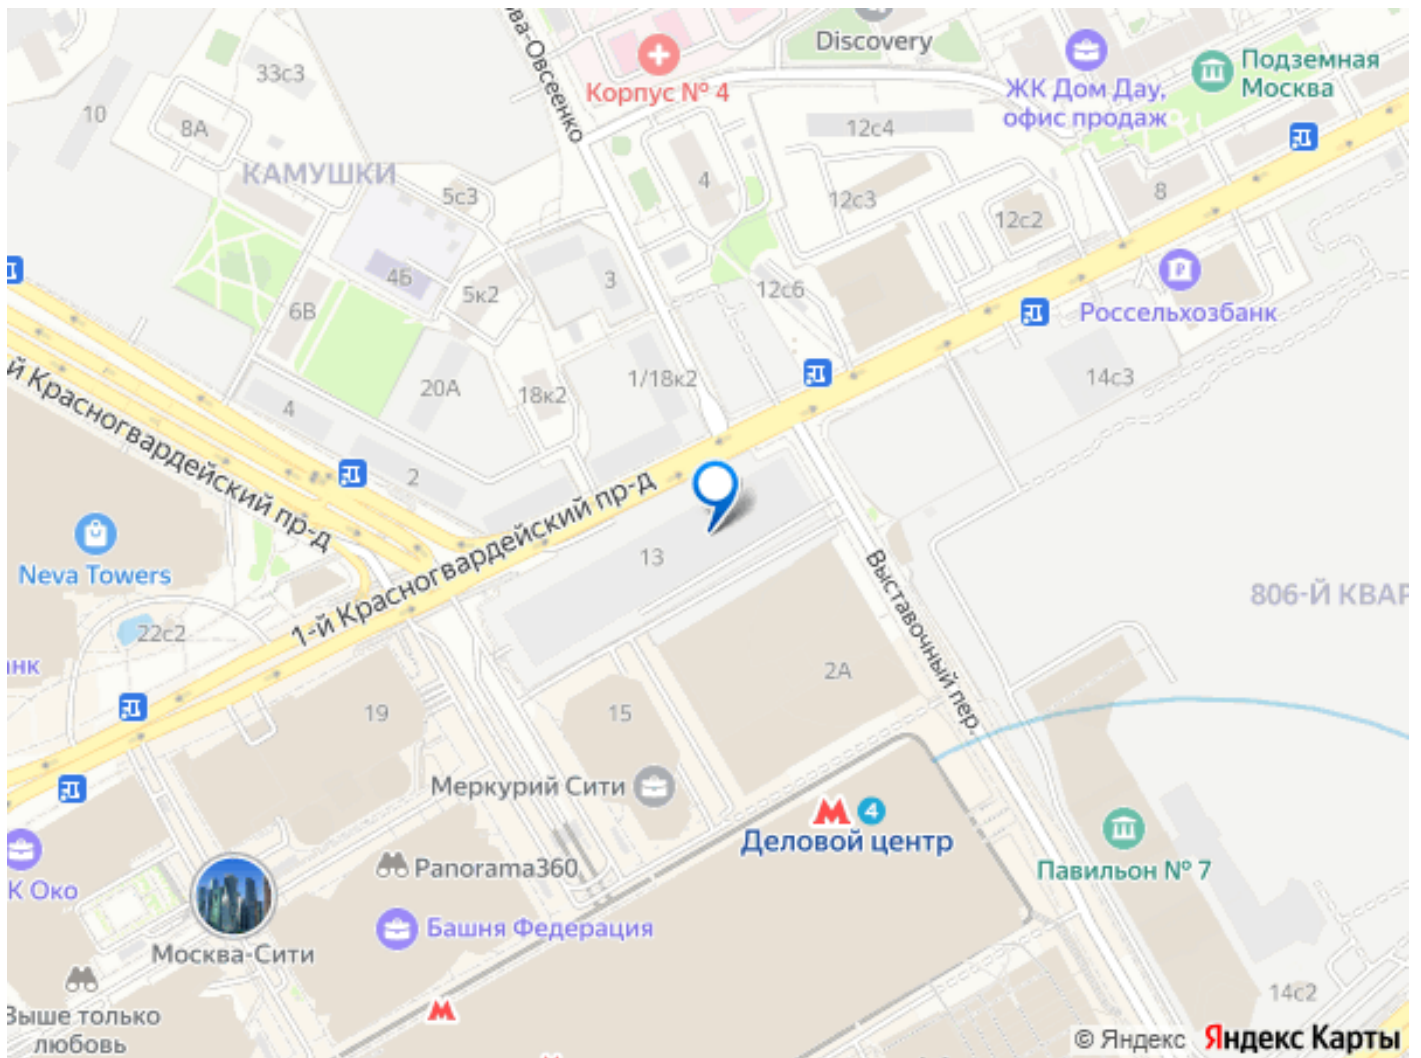 ва-Овсеенко
Discovery
33с3
Корпус № 4
ЖК Дом Дау,
офис продаж
Подземная
Москва
10
8А
12с4
КАМУШКИ
5с3
4
12с3
12с2
8
4Б
5к2
3
12с6
6В
Россельхозбанк
20А
18к2
1/18к2
14с3
4
2
й Красногвардейский пр-д
1-й Красногвардейский пр-д
13
Neva Towers
Выставочный пер.
806-Й КВАР
22с2
нк
2А
19
15
Меркурий Сити
4
Деловой центр
Павильон № 7
К Око
Panorama360
Башня Федерация
Москва-Сити
Выше только
любовь
14с2
© Яндекс Яндекс Карты